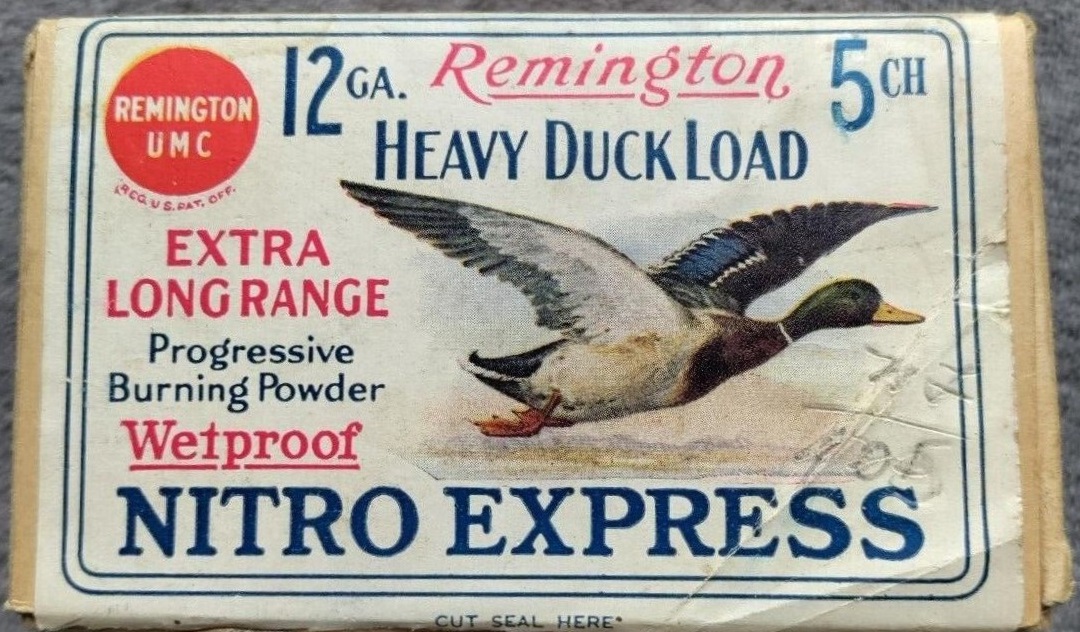 REMINGTON
UMC
REG. U.S. PAT. OFF.
12 GA. Remington 5 CH
HEAVY DUCK LOAD
EXTRA
LONG RANGE
Progressive
Burning Powder
Wetproof
NITRO EXPRESS
CUT SEAL HERE